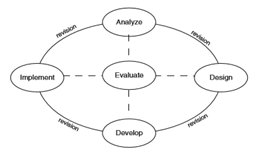 Analyze
revision
revision
Implement
Evaluate
Design
revision
revision
Develop